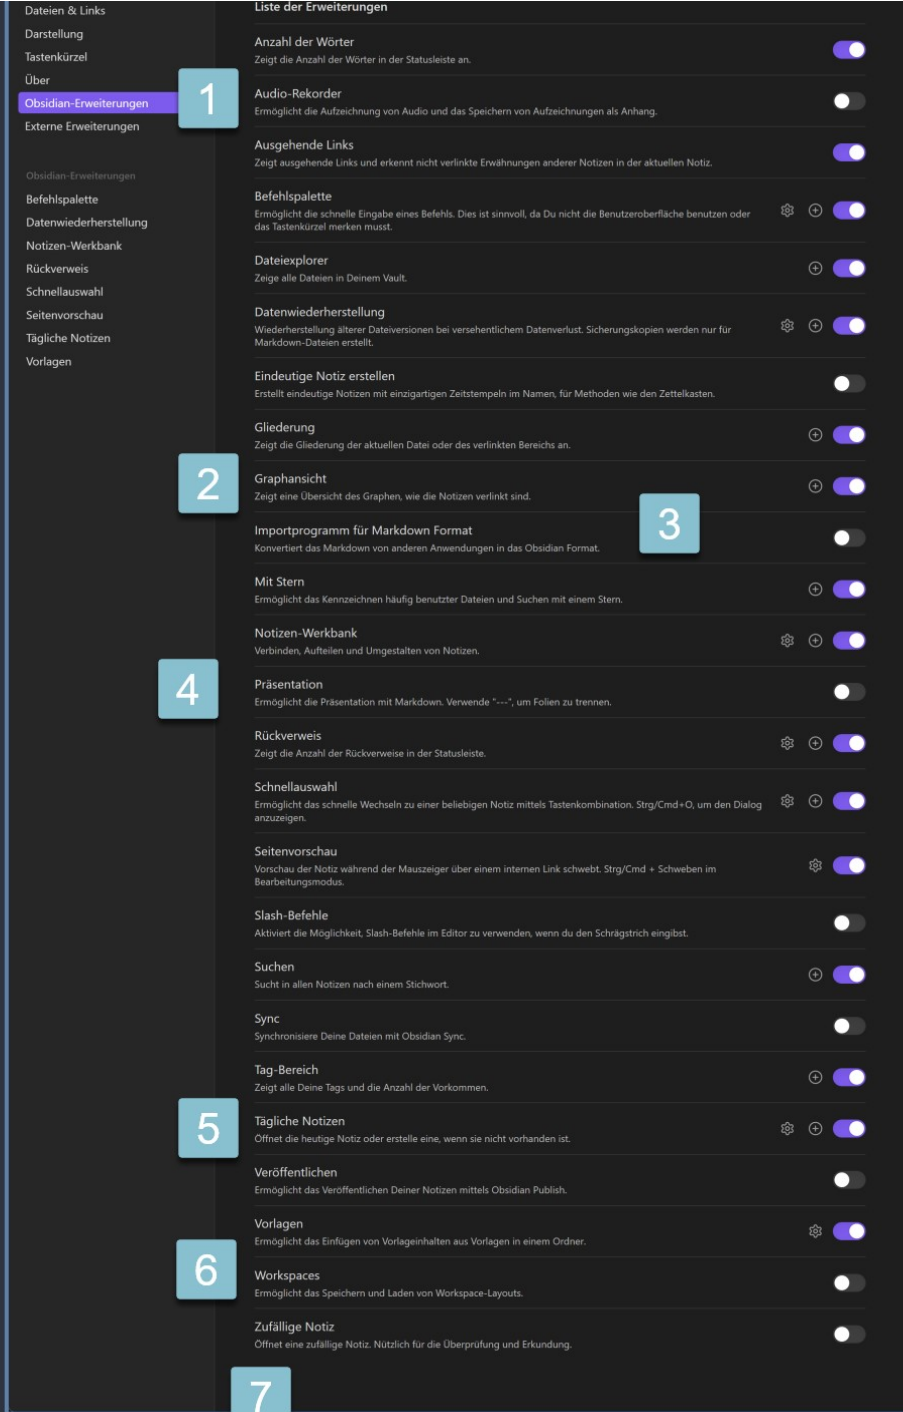 Dateien & Links
Darstellung
Tastenkürzel
Über
Obsidian-Erweiterungen
Externe Erweiterungen
Obsidian-Erweiterungen
Befehlspalette
Datenwiederherstellung
Notizen-Werkbank
Rückverweis
Schnellauswahl
Seitenvorschau
Tägliche Notizen
Vorlagen
1
Liste der Erweiterungen
Anzahl der Wörter
Zeigt die Anzahl der Wörter in der Statusleiste an.
Audio-Rekorder
Ermöglicht die Aufzeichnung von Audio und das Speichern von Aufzeichnungen als Anhang.
Ausgehende Links
Zeigt ausgehende Links und erkennt nicht verlinkte Erwähnungen anderer Notizen in der aktuellen Notiz.
Befehlspalette
Ermöglicht die schnelle Eingabe eines Befehls. Dies ist sinnvoll, da Du nicht die Benutzeroberfläche benutzen oder
das Tastenkürzel merken musst.
Dateiexplorer
Zeige alle Dateien in Deinem Vault.
Datenwiederherstellung
Wiederherstellung älterer Dateiversionen bei versehentlichem Datenverlust. Sicherungskopien werden nur für
Markdown-Dateien erstellt.
Eindeutige Notiz erstellen
Erstellt eindeutige Notizen mit einzigartigen Zeitstempeln im Namen, für Methoden wie den Zettelkasten.
Gliederung
Zeigt die Gliederung der aktuellen Datei oder des verlinkten Bereichs an.
2
Graphansicht
Zeigt eine Übersicht des Graphen, wie die Notizen verlinkt sind.
3
Importprogramm für Markdown Format
Konvertiert das Markdown von anderen Anwendungen in das Obsidian Format.
Mit Stern
Ermöglicht das Kennzeichnen häufig benutzter Dateien und Suchen mit einem Stern.
Notizen-Werkbank
Verbinden, Aufteilen und Umgestalten von Notizen.
4
Präsentation
Ermöglicht die Präsentation mit Markdown. Verwende "---", um Folien zu trennen.
Rückverweis
Zeigt die Anzahl der Rückverweise in der Statusleiste.
Schnellauswahl
Ermöglicht das schnelle Wechseln zu einer beliebigen Notiz mittels Tastenkombination. Strg/Cmd+O, um den Dialog
anzuzeigen.
Seitenvorschau
Vorschau der Notiz während der Mauszeiger über einem internen Link schwebt. Strg/Cmd + Schweben im
Bearbeitungsmodus.
Slash-Befehle
Aktiviert die Möglichkeit, Slash-Befehle im Editor zu verwenden, wenn du den Schrägstrich eingibst.
Suchen
Sucht in allen Notizen nach einem Stichwort.
Sync
Synchronisiere Deine Dateien mit Obsidian Sync.
Tag-Bereich
Zeigt alle Deine Tags und die Anzahl der Vorkommen.
5
Tägliche Notizen
Öffnet die heutige Notiz oder erstelle eine, wenn sie nicht vorhanden ist.
Veröffentlichen
Ermöglicht das Veröffentlichen Deiner Notizen mittels Obsidian Publish.
Vorlagen
Ermöglicht das Einfügen von Vorlageinhalten aus Vorlagen in einem Ordner.
6
Workspaces
Ermöglicht das Speichern und Laden von Workspace-Layouts.
Zufällige Notiz
Öffnet eine zufällige Notiz. Nützlich für die Überprüfung und Erkundung.
7